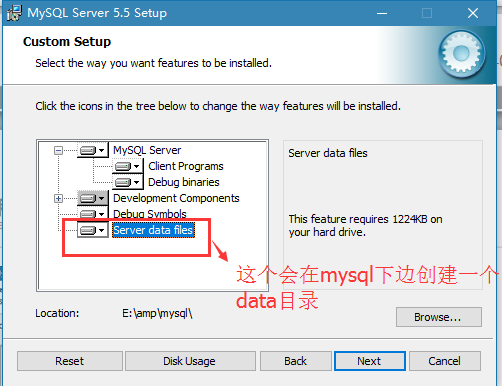 MySQL Server 5.5 Setup
Custom Setup
Select the way you want features to be installed.
Click the icons in the tree below to change the way features will be installed.
MySQL Server
Client Programs
Debug binaries
Development Components
Debug Symbols
Server data files
Server data files
This feature requires 1224KB on
your hard drive.
这个会在mysql下边创建一个
data目录
Location: E:\amp\mysql\
Browse...
Reset Disk Usage Back Next Cancel